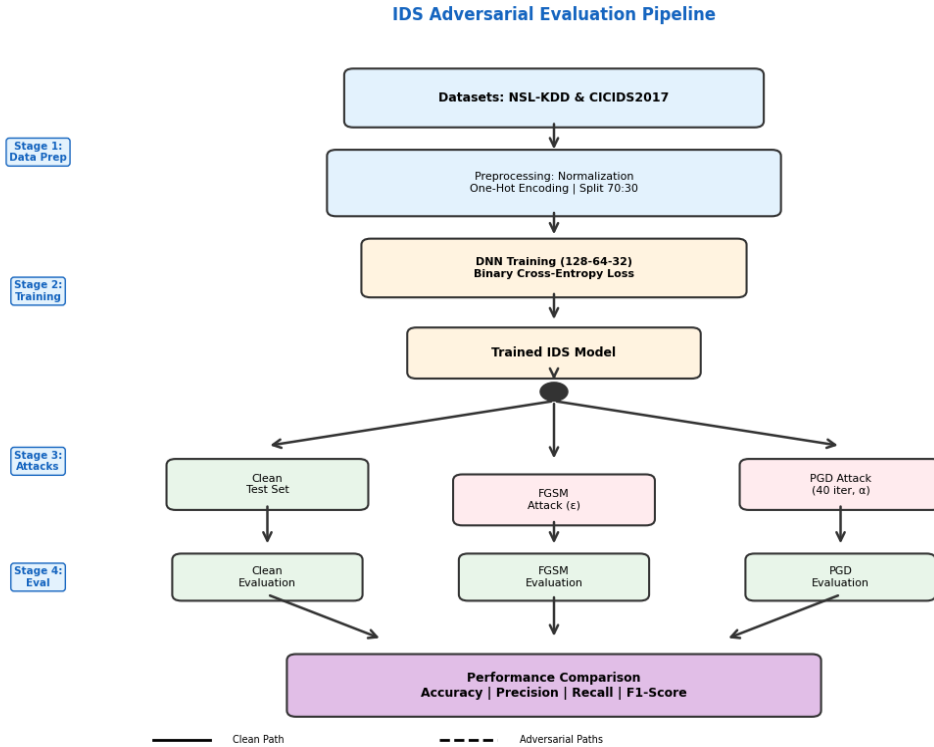 IDS Adversarial Evaluation Pipeline
Datasets: NSL-KDD & CICIDS2017
Stage 1:
Data Prep
Preprocessing: Normalization
One-Hot Encoding | Split 70:30
DNN Training (128-64-32)
Binary Cross-Entropy Loss
Stage 2:
Training
Trained IDS Model
Stage 3:
Attacks
Clean
Test Set
FGSM
Attack (ε)
PGD Attack
(40 iter, α)
Stage 4:
Eval
Clean
Evaluation
FGSM
Evaluation
PGD
Evaluation
Performance Comparison
Accuracy | Precision | Recall | F1-Score
Clean Path
Adversarial Paths